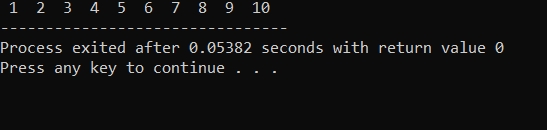 1  2  3  4  5  6  7  8  9  10
--------------------------------
Process exited after 0.05382 seconds with return value 0
Press any key to continue . . .